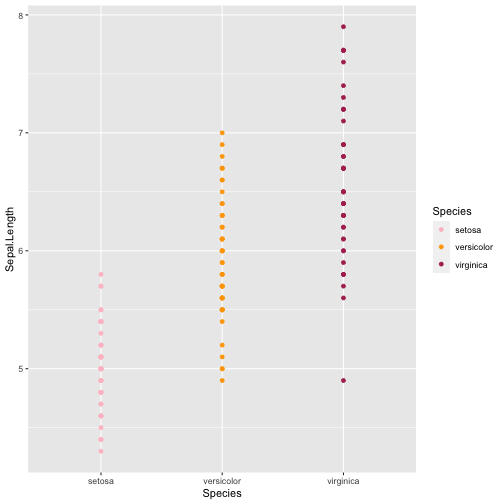 8
7
6
5
Sepal.Length
setosa
versicolor
virginica
Species
Species
setosa
versicolor
virginica